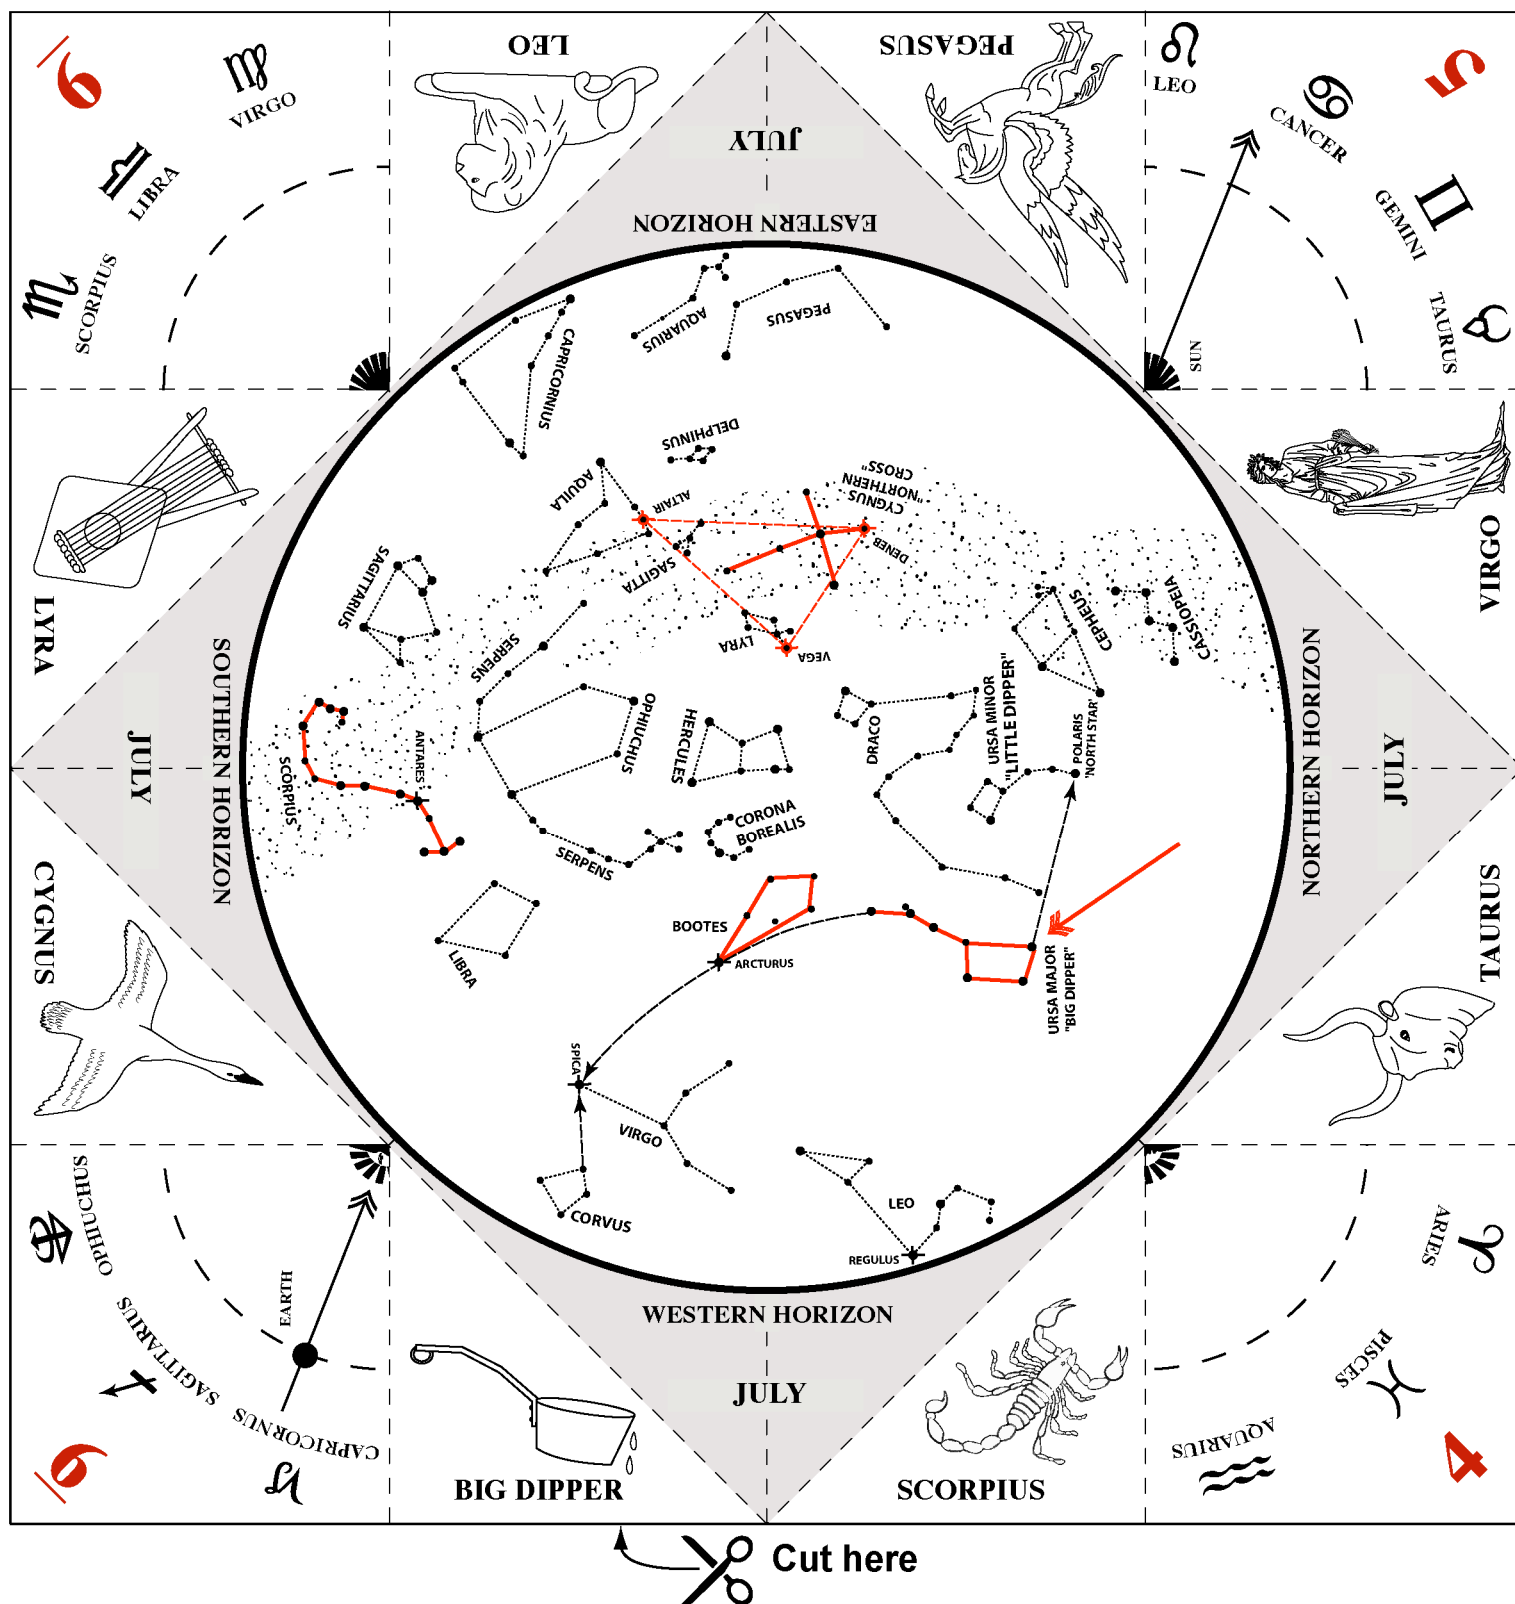 LEO
PEGASUS
6
VIRGO
LIBRA
SCORPIUS
LEO
CANCER
GEMINI
TAURUS
5
SUN
JULY
EASTERN HORIZON
LYRA
VIRGO
CAPRICORNIUS
AQUARIUS
PEGASUS
DELPHINUS
AQUILA
ALTAIR
CYGNUS
"NORTHERN
CROSS"
DENEB
SAGITTA
SAGITTARIUS
SERPENS
LYRA
VEGA
CEPHEUS
CASSIOPEIA
SOUTHERN HORIZON
JULY
NORTHERN HORIZON
JULY
SCORPIUS
ANTARES
OPHIUCHUS
HERCULES
DRACO
URSA MINOR
"LITTLE DIPPER"
POLARIS
'NORTH STAR'
SERPENS
CORONA
BOREALIS
LIBRA
BOOTES
ARCTURUS
URSA MAJOR
"BIG DIPPER"
SPICA
VIRGO
CORVUS
LEO
REGULUS
CYGNUS
TAURUS
WESTERN HORIZON
JULY
OPHIUCHUS
SAGITTARIUS
CAPRICORNUS
EARTH
6
ARIES
PISCES
AQUARIUS
4
BIG DIPPER
SCORPIUS
Cut here